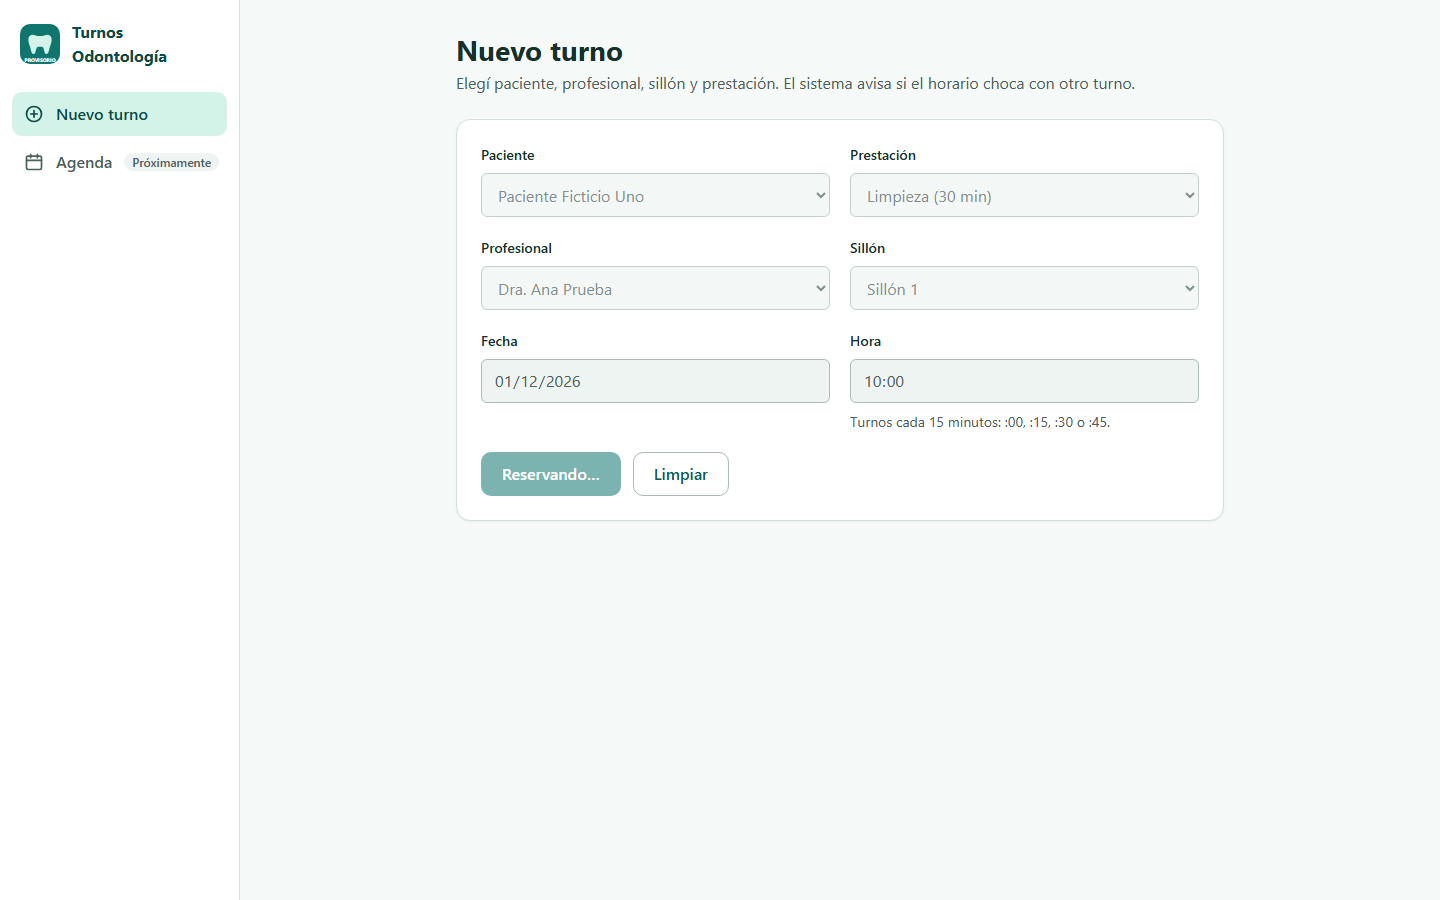 Turnos
Odontología
PROVISORIO
Nuevo turno
Agenda Próximamente
Nuevo turno
Elegí paciente, profesional, sillón y prestación. El sistema avisa si el horario choca con otro turno.
Paciente Prestación
Paciente Ficticio Uno Limpieza (30 min)
Profesional Sillón
Dra. Ana Prueba Sillón 1
Fecha Hora
01/12/2026 10:00
Turnos cada 15 minutos: :00, :15, :30 o :45.
Reservando... Limpiar